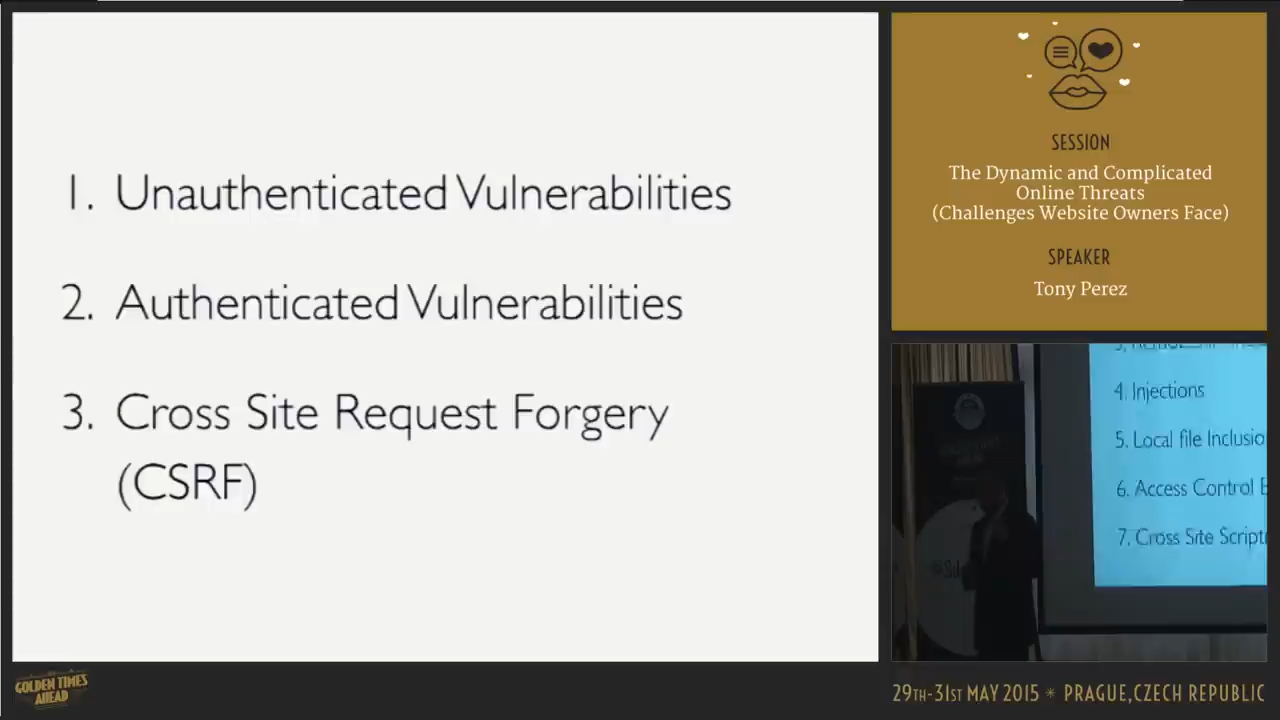 1. Unauthenticated Vulnerabilities
2. Authenticated Vulnerabilities
3. Cross Site Request Forgery
(CSRF)
SESSION
The Dynamic and Complicated
Online Threats
(Challenges Website Owners Face)
SPEAKER
Tony Perez
4. Injections
5. Local file Inclusio
6. Access Control
7. Cross Site Script
GOLDEN TIMES
AHEAD
29TH-31ST MAY 2015 * PRAGUE, CZECH REPUBLIC